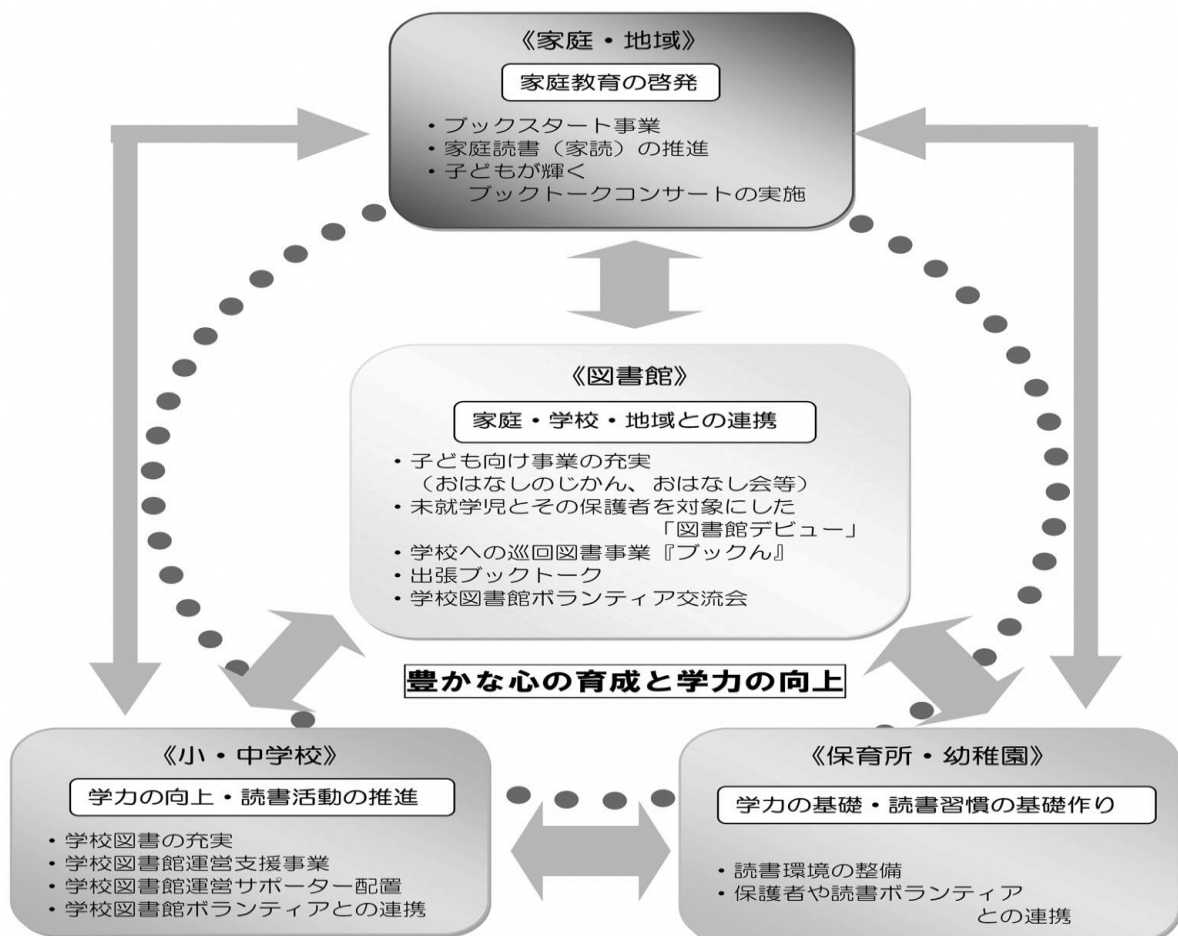 《家庭・地域》
家庭教育の啓発
・ブックスタート事業
・家庭読書（家読）の推進
・子どもが輝く
ブックトークコンサートの実施
《図書館》
家庭・学校・地域との連携
・子ども向け事業の充実
（おはなしのじかん、おはなし会等）
・未就学児とその保護者を対象にした
「図書館デビュー」
・学校への巡回図書事業『ブックん』
・出張ブックトーク
・学校図書館ボランティア交流会
豊かな心の育成と学力の向上
《小・中学校》
学力の向上・読書活動の推進
・学校図書の充実
・学校図書館運営支援事業
・学校図書館運営サポーター配置
・学校図書館ボランティアとの連携
《保育所・幼稚園》
学力の基礎・読書習慣の基礎作り
・読書環境の整備
・保護者や読書ボランティア
との連携